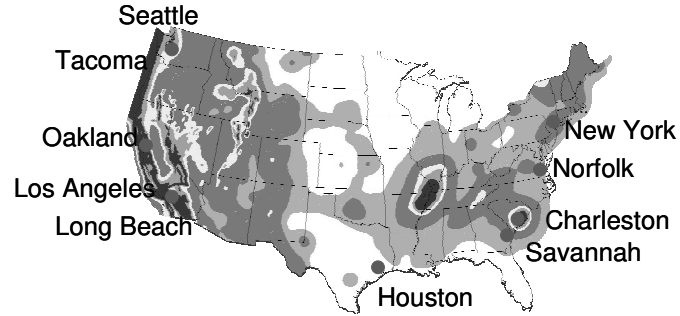 Seattle
Tacoma
Oakland
New York
Norfolk
Los Angeles
Charleston
Long Beach
Savannah
Houston